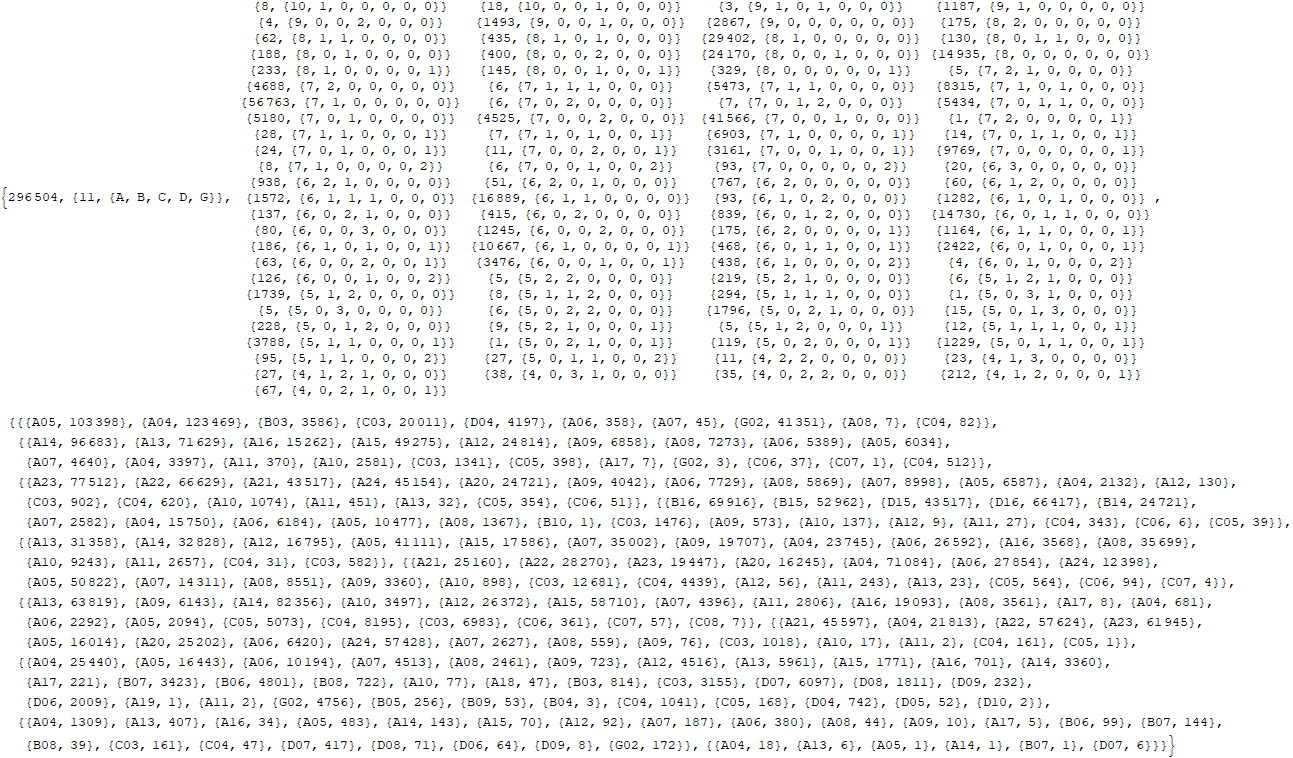 {8, {10, 1, 0, 0, 0, 0, 0}} {18, {10, 0, 0, 1, 0, 0, 0}} {3, {9, 1, 0, 1, 0, 0, 0}} {1187, {9, 1, 0, 0, 0, 0, 0}}
{4, {9, 0, 0, 2, 0, 0, 0}} {1493, {9, 0, 0, 1, 0, 0, 0}} {2867, {9, 0, 0, 0, 0, 0, 0}} {175, {8, 2, 0, 0, 0, 0, 0}}
{62, {8, 1, 1, 0, 0, 0, 0}} {435, {8, 1, 0, 1, 0, 0, 0}} {29402, {8, 1, 0, 0, 0, 0, 0}} {130, {8, 0, 1, 1, 0, 0, 0}}
{188, {8, 0, 1, 0, 0, 0, 0}} {400, {8, 0, 0, 2, 0, 0, 0}} {24170, {8, 0, 0, 1, 0, 0, 0}} {14935, {8, 0, 0, 0, 0, 0, 0}}
{233, {8, 1, 0, 0, 0, 0, 1}} {145, {8, 0, 0, 1, 0, 0, 1}} {329, {8, 0, 0, 0, 0, 0, 1}} {5, {7, 2, 1, 0, 0, 0, 0}}
{4688, {7, 2, 0, 0, 0, 0, 0}} {6, {7, 1, 1, 1, 0, 0, 0}} {5473, {7, 1, 1, 0, 0, 0, 0}} {8315, {7, 1, 0, 1, 0, 0, 0}}
{56763, {7, 1, 0, 0, 0, 0, 0}} {6, {7, 0, 2, 0, 0, 0, 0}} {7, {7, 0, 1, 2, 0, 0, 0}} {5434, {7, 0, 1, 1, 0, 0, 0}}
{5180, {7, 0, 1, 0, 0, 0, 0}} {4525, {7, 0, 0, 2, 0, 0, 0}} {41566, {7, 0, 0, 1, 0, 0, 0}} {1, {7, 2, 0, 0, 0, 0, 1}}
{28, {7, 1, 1, 0, 0, 0, 1}} {7, {7, 1, 0, 1, 0, 0, 1}} {6903, {7, 1, 0, 0, 0, 0, 1}} {14, {7, 0, 1, 1, 0, 0, 1}}
{24, {7, 0, 1, 0, 0, 0, 1}} {11, {7, 0, 0, 2, 0, 0, 1}} {3161, {7, 0, 0, 1, 0, 0, 1}} {9769, {7, 0, 0, 0, 0, 0, 1}}
{8, {7, 1, 0, 0, 0, 0, 2}} {6, {7, 0, 0, 1, 0, 0, 2}} {93, {7, 0, 0, 0, 0, 0, 2}} {20, {6, 3, 0, 0, 0, 0, 0}}
{938, {6, 2, 1, 0, 0, 0, 0}} {51, {6, 2, 0, 1, 0, 0, 0}} {767, {6, 2, 0, 0, 0, 0, 0}} {60, {6, 1, 2, 0, 0, 0, 0}}
{296504, {11, {A, B, C, D, G}}, {1572, {6, 1, 1, 1, 0, 0, 0}} {16889, {6, 1, 1, 0, 0, 0, 0}} {93, {6, 1, 0, 2, 0, 0, 0}} {1282, {6, 1, 0, 1, 0, 0, 0}} ,
{137, {6, 0, 2, 1, 0, 0, 0}} {415, {6, 0, 2, 0, 0, 0, 0}} {839, {6, 0, 1, 2, 0, 0, 0}} {14730, {6, 0, 1, 1, 0, 0, 0}}
{80, {6, 0, 0, 3, 0, 0, 0}} {1245, {6, 0, 0, 2, 0, 0, 0}} {175, {6, 2, 0, 0, 0, 0, 1}} {1164, {6, 1, 1, 0, 0, 0, 1}}
{186, {6, 1, 0, 1, 0, 0, 1}} {10667, {6, 1, 0, 0, 0, 0, 1}} {468, {6, 0, 1, 1, 0, 0, 1}} {2422, {6, 0, 1, 0, 0, 0, 1}}
{63, {6, 0, 0, 2, 0, 0, 1}} {3476, {6, 0, 0, 1, 0, 0, 1}} {438, {6, 1, 0, 0, 0, 0, 2}} {4, {6, 0, 1, 0, 0, 0, 2}}
{126, {6, 0, 0, 1, 0, 0, 2}} {5, {5, 2, 2, 0, 0, 0, 0}} {219, {5, 2, 1, 0, 0, 0, 0}} {6, {5, 1, 2, 1, 0, 0, 0}}
{1739, {5, 1, 2, 0, 0, 0, 0}} {8, {5, 1, 1, 2, 0, 0, 0}} {294, {5, 1, 1, 1, 0, 0, 0}} {1, {5, 0, 3, 1, 0, 0, 0}}
{5, {5, 0, 3, 0, 0, 0, 0}} {6, {5, 0, 2, 2, 0, 0, 0}} {1796, {5, 0, 2, 1, 0, 0, 0}} {15, {5, 0, 1, 3, 0, 0, 0}}
{228, {5, 0, 1, 2, 0, 0, 0}} {9, {5, 2, 1, 0, 0, 0, 1}} {5, {5, 1, 2, 0, 0, 0, 1}} {12, {5, 1, 1, 1, 0, 0, 1}}
{3788, {5, 1, 1, 0, 0, 0, 1}} {1, {5, 0, 2, 1, 0, 0, 1}} {119, {5, 0, 2, 0, 0, 0, 1}} {1229, {5, 0, 1, 1, 0, 0, 1}}
{95, {5, 1, 1, 0, 0, 0, 2}} {27, {5, 0, 1, 1, 0, 0, 2}} {11, {4, 2, 2, 0, 0, 0, 0}} {23, {4, 1, 3, 0, 0, 0, 0}}
{27, {4, 1, 2, 1, 0, 0, 0}} {38, {4, 0, 3, 1, 0, 0, 0}} {35, {4, 0, 2, 2, 0, 0, 0}} {212, {4, 1, 2, 0, 0, 0, 1}}
{67, {4, 0, 2, 1, 0, 0, 1}}
{{{A05, 103398}, {A04, 123469}, {B03, 3586}, {C03, 20011}, {D04, 4197}, {A06, 358}, {A07, 45}, {G02, 41351}, {A08, 7}, {C04, 82}},
{{A14, 96683}, {A13, 71629}, {A16, 15262}, {A15, 49275}, {A12, 24814}, {A09, 6858}, {A08, 7273}, {A06, 5389}, {A05, 6034},
{A07, 4640}, {A04, 3397}, {A11, 370}, {A10, 2581}, {C03, 1341}, {C05, 398}, {A17, 7}, {G02, 3}, {C06, 37}, {C07, 1}, {C04, 512}},
{{A23, 77512}, {A22, 66629}, {A21, 43517}, {A24, 45154}, {A20, 24721}, {A09, 4042}, {A06, 7729}, {A08, 5869}, {A07, 8998}, {A05, 6587}, {A04, 2132}, {A12, 130},
{C03, 902}, {C04, 620}, {A10, 1074}, {A11, 451}, {A13, 32}, {C05, 354}, {C06, 51}}, {{B16, 69916}, {B15, 52962}, {D15, 43517}, {D16, 66417}, {B14, 24721},
{A07, 2582}, {A04, 15750}, {A06, 6184}, {A05, 10477}, {A08, 1367}, {B10, 1}, {C03, 1476}, {A09, 573}, {A10, 137}, {A12, 9}, {A11, 27}, {C04, 343}, {C06, 6}, {C05, 39}},
{{A13, 31358}, {A14, 32828}, {A12, 16795}, {A05, 41111}, {A15, 17586}, {A07, 35002}, {A09, 19707}, {A04, 23745}, {A06, 26592}, {A16, 3568}, {A08, 35699},
{A10, 9243}, {A11, 2657}, {C04, 31}, {C03, 582}}, {{A21, 25160}, {A22, 28270}, {A23, 19447}, {A20, 16245}, {A04, 71084}, {A06, 27854}, {A24, 12398},
{A05, 50822}, {A07, 14311}, {A08, 8551}, {A09, 3360}, {A10, 898}, {C03, 12681}, {C04, 4439}, {A12, 56}, {A11, 243}, {A13, 23}, {C05, 564}, {C06, 94}, {C07, 4}},
{{A13, 63819}, {A09, 6143}, {A14, 82356}, {A10, 3497}, {A12, 26372}, {A15, 58710}, {A07, 4396}, {A11, 2806}, {A16, 19093}, {A08, 3561}, {A17, 8}, {A04, 681},
{A06, 2292}, {A05, 2094}, {C05, 5073}, {C04, 8195}, {C03, 6983}, {C06, 361}, {C07, 57}, {C08, 7}}, {{A21, 45597}, {A04, 21813}, {A22, 57624}, {A23, 61945},
{A05, 16014}, {A20, 25202}, {A06, 6420}, {A24, 57428}, {A07, 2627}, {A08, 559}, {A09, 76}, {C03, 1018}, {A10, 17}, {A11, 2}, {C04, 161}, {C05, 1}},
{{A04, 25440}, {A05, 16443}, {A06, 10194}, {A07, 4513}, {A08, 2461}, {A09, 723}, {A12, 4516}, {A13, 5961}, {A15, 1771}, {A16, 701}, {A14, 3360},
{A17, 221}, {B07, 3423}, {B06, 4801}, {B08, 722}, {A10, 77}, {A18, 47}, {B03, 814}, {C03, 3155}, {D07, 6097}, {D08, 1811}, {D09, 232},
{D06, 2009}, {A19, 1}, {A11, 2}, {G02, 4756}, {B05, 256}, {B09, 53}, {B04, 3}, {C04, 1041}, {C05, 168}, {D04, 742}, {D05, 52}, {D10, 2}},
{{A04, 1309}, {A13, 407}, {A16, 34}, {A05, 483}, {A14, 143}, {A15, 70}, {A12, 92}, {A07, 187}, {A06, 380}, {A08, 44}, {A09, 10}, {A17, 5}, {B06, 99}, {B07, 144},
{B08, 39}, {C03, 161}, {C04, 47}, {D07, 417}, {D08, 71}, {D06, 64}, {D09, 8}, {G02, 172}}, {{A04, 18}, {A13, 6}, {A05, 1}, {A14, 1}, {B07, 1}, {D07, 6}}}}